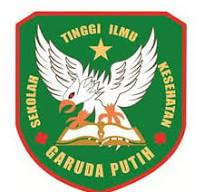 SEKOLAH
TINGGI ILMU
KESEHATAN
GARUDA PUTIH